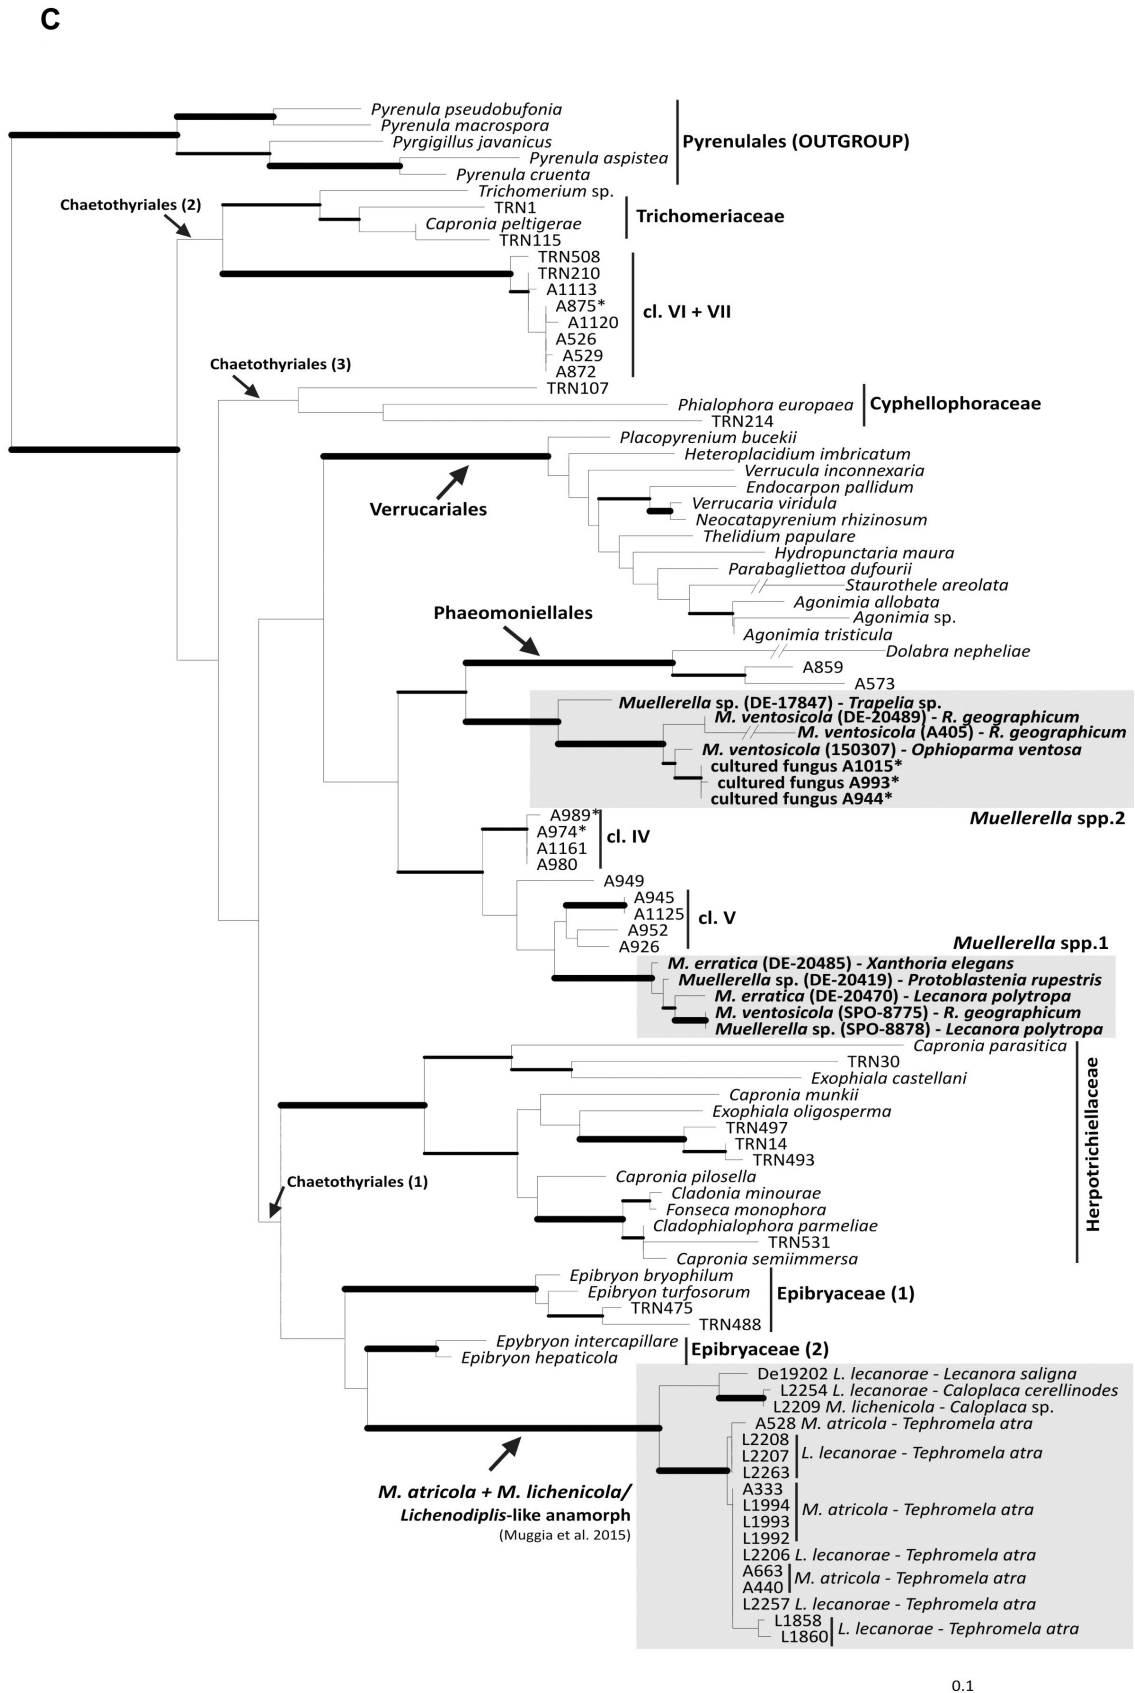 C
Pyrenula pseudobufonia
Pyrenula macrospora
Pyrgigillus javanicus
Pyrenula aspistea
Pyrenula cruenta
Pyrenulales (OUTGROUP)
Chaetothyriales (2)
Trichomerium sp.
TRN1
Capronia peltigerae
TRN115
Trichomeriaceae
TRN508
TRN210
A1113
A875*
A1120
A526
A529
A872
cl. VI + VII
Chaetothyriales (3)
TRN107
Phialophora europaea
TRN214
Cyphellophoraceae
Placopyrenium bucekii
Heteroplacidium imbricatum
Verrucula inconnexaria
Endocarpon pallidum
Verrucaria viridula
Neocatapyrenium rhizinosum
Thelidium papulare
Hydropunctaria maura
Parabagliettoa dufourii
Staurothele areolata
Agonimia allobata
Agonimia sp.
Agonimia tristicula
Verrucariales
Phaeomoniellales
Dolabra nepheliae
A859
A573
Muellerella sp. (DE-17847) - Trapelia sp.
M. ventosicola (DE-20489) - R. geographicum
M. ventosicola (A405) - R. geographicum
M. ventosicola (150307) - Ophioparma ventosa
cultured fungus A1015*
cultured fungus A993*
cultured fungus A944*
Muellerella spp.2
A989*
A974*
A1161
A980
cl. IV
A949
A945
A1125
A952
A926
cl. V
Muellerella spp.1
M. erratica (DE-20485) - Xanthoria elegans
Muellerella sp. (DE-20419) - Protoblastenia rupestris
M. erratica (DE-20470) - Lecanora polytropa
M. ventosicola (SPO-8775) - R. geographicum
Muellerella sp. (SPO-8878) - Lecanora polytropa
Capronia parasitica
TRN30
Exophiala castellani
Capronia munkii
Exophiala oligosperma
TRN497
TRN14
TRN493
Capronia pilosella
Cladonia minourae
Fonseca monophora
Cladophialophora parmeliae
TRN531
Capronia semiimmersa
Herpotrichiellaceae
Chaetothyriales (1)
Epibryon bryophilum
Epibryon turfosorum
TRN475
TRN488
Epibryaceae (1)
Epybryon intercapillare
Epibryon hepaticola
Epibryaceae (2)
De19202 L. lecanorae - Lecanora saligna
L2254 L. lecanorae - Caloplaca cerellinodes
L2209 M. lichenicola - Caloplaca sp.
A528 M. atricola - Tephromela atra
L2208
L2207
L2263
L. lecanorae - Tephromela atra
A333
L1994
L1993
L1992
M. atricola - Tephromela atra
L2206 L. lecanorae - Tephromela atra
A663
A440
M. atricola - Tephromela atra
L2257 L. lecanorae - Tephromela atra
L1858
L1860
L. lecanorae - Tephromela atra
M. atricola + M. lichenicola/
Lichenodiplis-like anamorph
(Muggia et al. 2015)
0.1